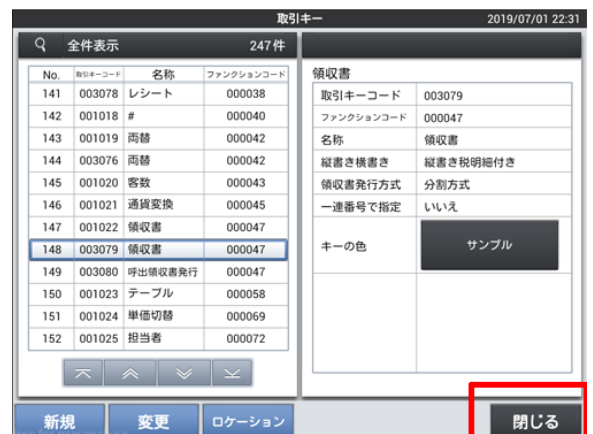 取引キー 2019/07/01 22:31
全件表示 247件
No. 取引キーコード 名称 ファンクションコード
141 003078 レシート 000038
142 001018 # 000040
143 001019 両替 000042
144 003076 両替 000042
145 001020 客数 000043
146 001021 通貨変換 000045
147 001022 領収書 000047
148 003079 領収書 000047
149 003080 呼出領収書発行 000047
150 001023 テーブル 000058
151 001024 単価切替 000069
152 001025 担当者 000072
領収書
取引キーコード 003079
ファンクションコード 000047
名称 領収書
縦書き横書き 縦書き税明細付き
領収書発行方式 分割方式
一連番号で指定 いいえ
キーの色 サンプル
新規 変更 ロケーション 閉じる